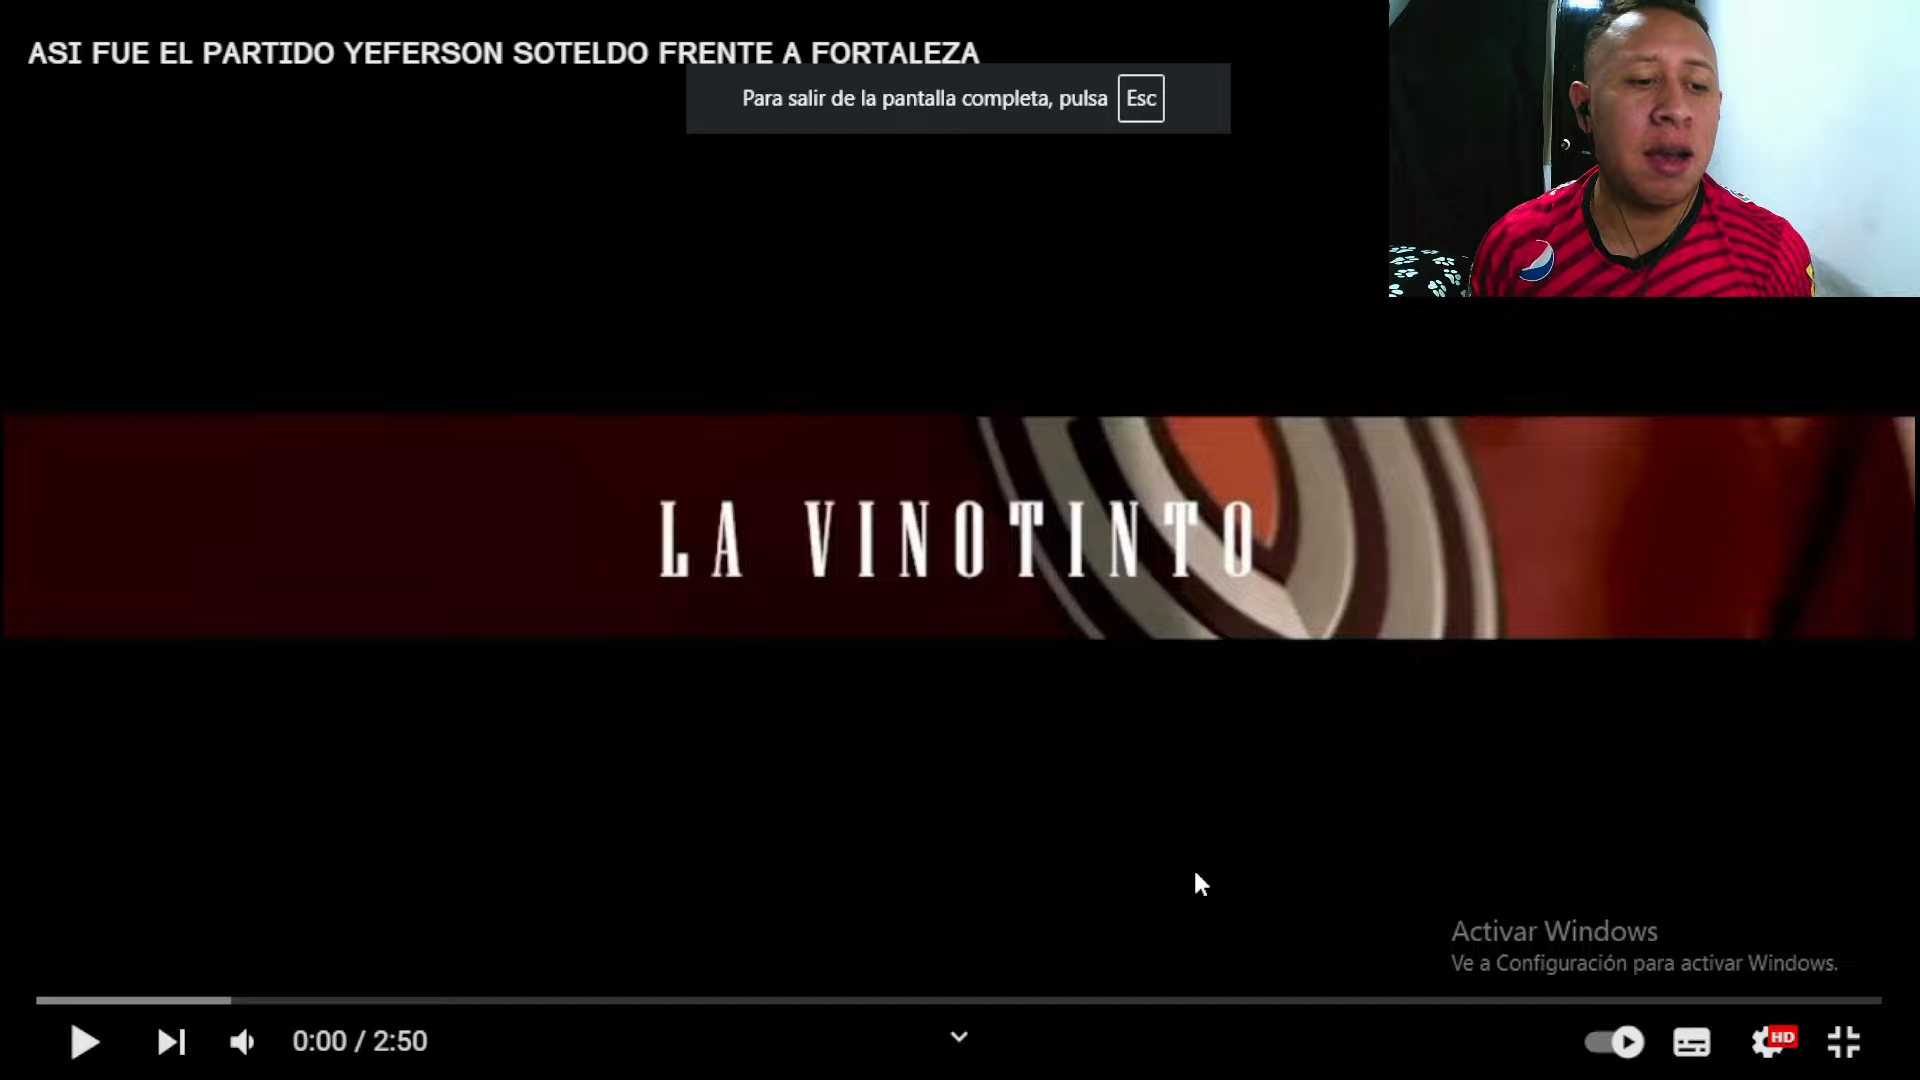 ASI FUE EL PARTIDO YEFERSON SOTELDO FRENTE A FORTALEZA
Para salir de la pantalla completa, pulsa Esc
LA VINOTINTO
Activar Windows
Ve a Configuración para activar Windows.
0:00 / 2:50
HD